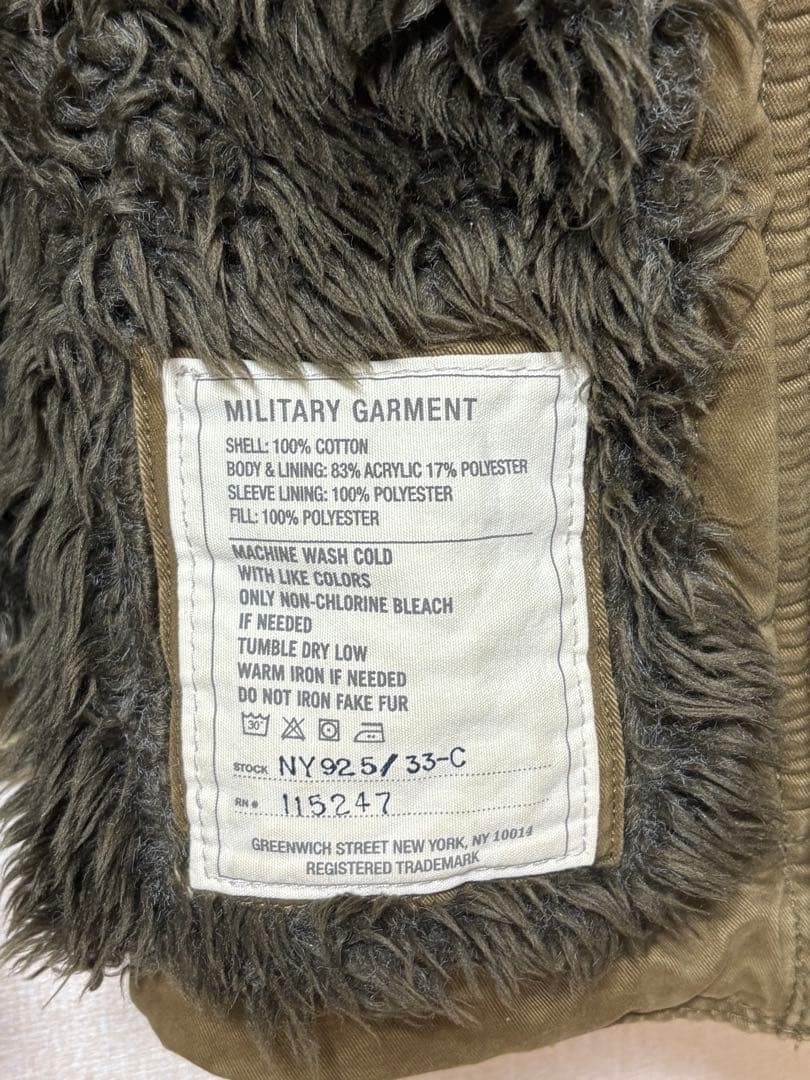 MILITARY GARMENT
SHELL: 100% COTTON
BODY & LINING: 83% ACRYLIC 17% POLYESTER
SLEEVE LINING: 100% POLYESTER
FILL: 100% POLYESTER
MACHINE WASH COLD
WITH LIKE COLORS
ONLY NON-CHLORINE BLEACH
IF NEEDED
TUMBLE DRY LOW
WARM IRON IF NEEDED
DO NOT IRON FAKE FUR
30°
STOCK NY925/33-C
RN# 115247
GREENWICH STREET NEW YORK, NY 10014
REGISTERED TRADEMARK